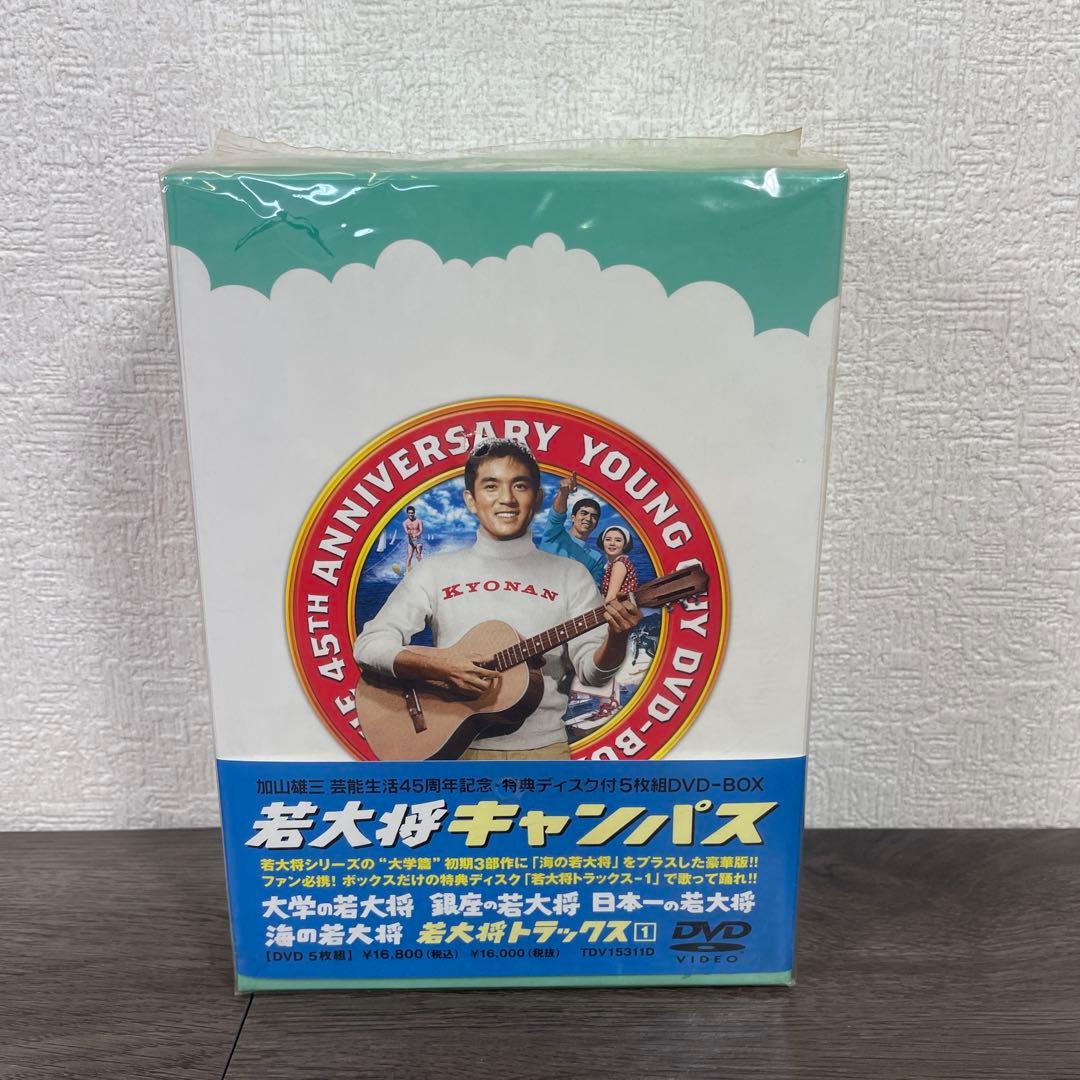 45TH ANNIVERSARY YOUNG GUY DVD-BOX
KYONAN
加山雄三 芸能生活45周年記念・特典ディスク付5枚組DVD-BOX
若大将キャンパス
若大将シリーズの“大学篇”初期3部作に「海の若大将」をプラスした豪華版!!
ファン必携! ボックスだけの特典ディスク「若大将トラックス-1」で歌って踊れ!!
大学の若大将 銀座の若大将 日本一の若大将
海の若大将 若大将トラックス1
DVD
VIDEO
【DVD 5枚組】 ¥16,800(税込) ¥16,000(税抜) TDV15311D